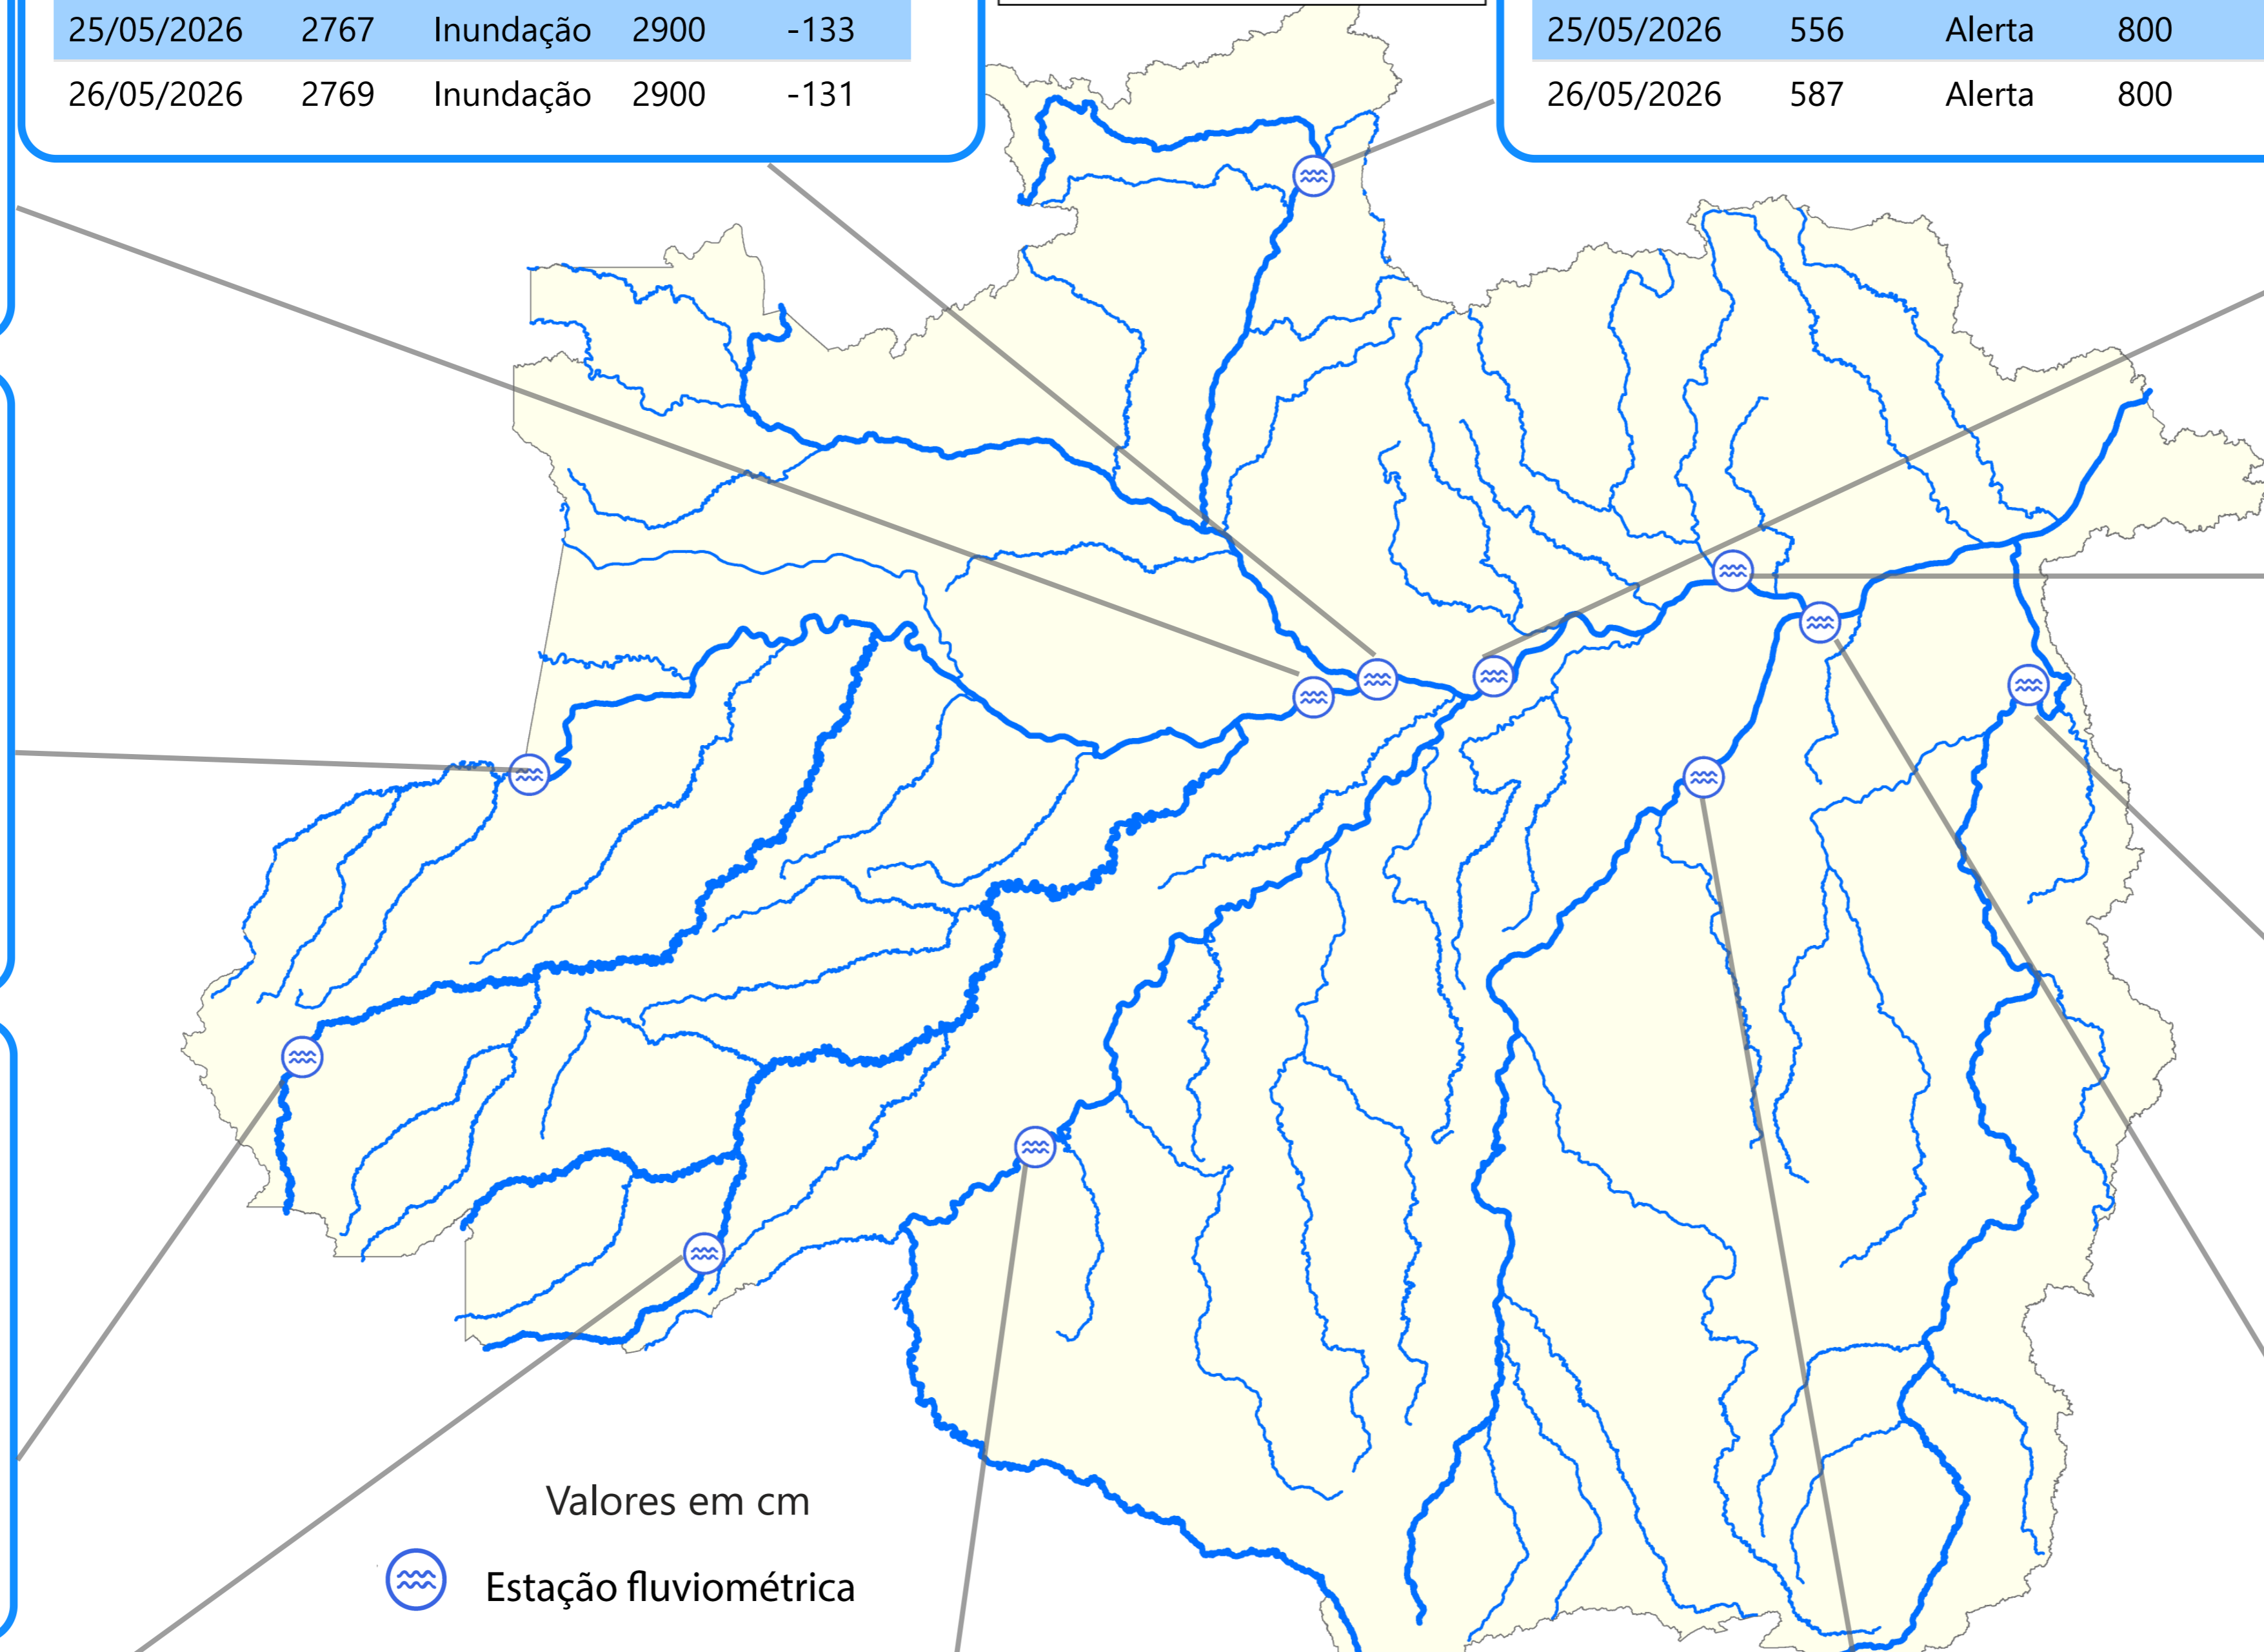 25/05/2026 2767 Inundação 2900 -133
26/05/2026 2769 Inundação 2900 -131
25/05/2026 556 Alerta 800
26/05/2026 587 Alerta 800
Valores em cm
Estação fluviométrica